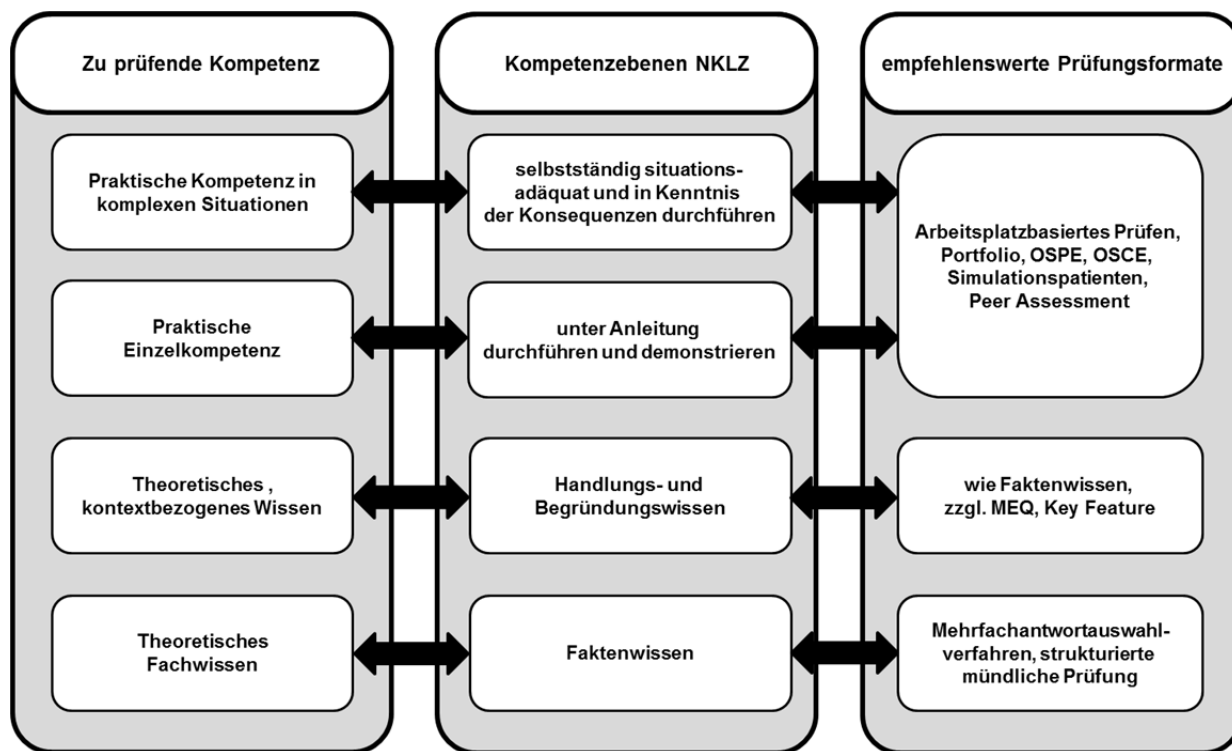 Zu prüfende Kompetenz
Kompetenzebenen NKLZ
empfehlenswerte Prüfungsformate
Praktische Kompetenz in
komplexen Situationen
selbstständig situations-
adäquat und in Kenntnis
der Konsequenzen durchführen
Arbeitsplatzbasiertes Prüfen,
Portfolio, OSPE, OSCE,
Simulationspatienten,
Peer Assessment
Praktische
Einzelkompetenz
unter Anleitung
durchführen und demonstrieren
Theoretisches ,
kontextbezogenes Wissen
Handlungs- und
Begründungswissen
wie Faktenwissen,
zzgl. MEQ, Key Feature
Theoretisches
Fachwissen
Faktenwissen
Mehrfachantwortauswahl-
verfahren, strukturierte
mündliche Prüfung